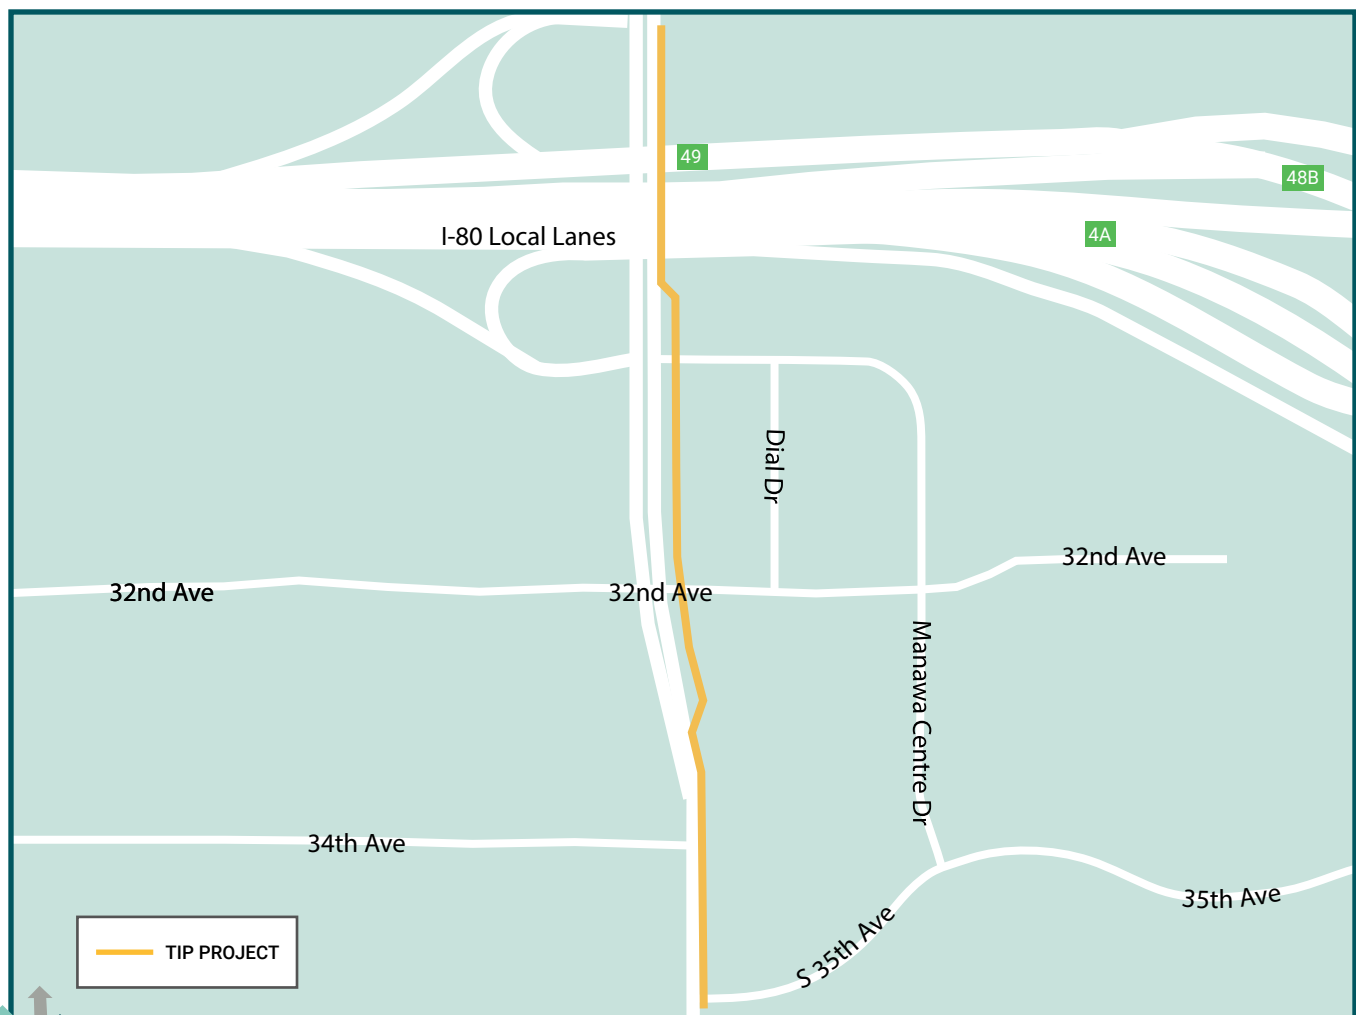 49
48B
4A
I-80 Local Lanes
Dial Dr
32nd Ave
32nd Ave
32nd Ave
Manawa Centre Dr
34th Ave
35th Ave
S 35th Ave
TIP PROJECT